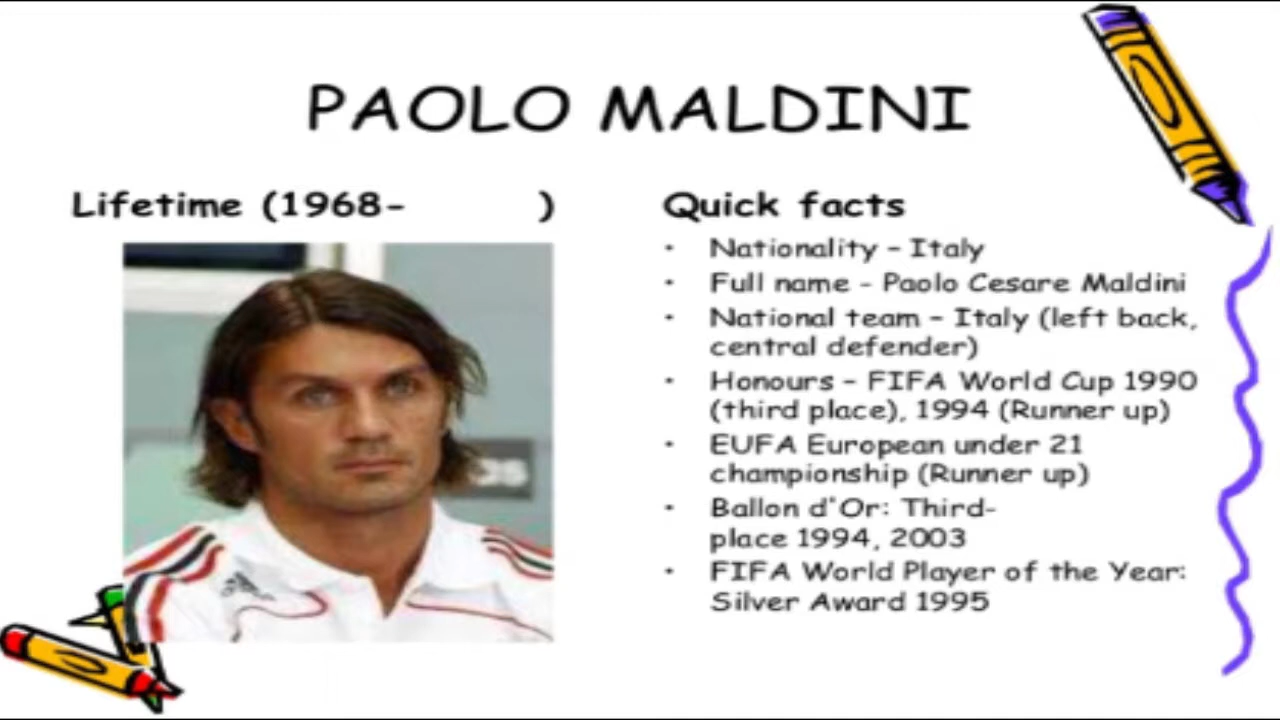 PAOLO MALDINI
Lifetime (1968- )
Quick facts
• Nationality – Italy
• Full name - Paolo Cesare Maldini
• National team – Italy (left back,
central defender)
• Honours – FIFA World Cup 1990
(third place), 1994 (Runner up)
• EUFA European under 21
championship (Runner up)
• Ballon d'Or: Third-
place 1994, 2003
• FIFA World Player of the Year:
Silver Award 1995